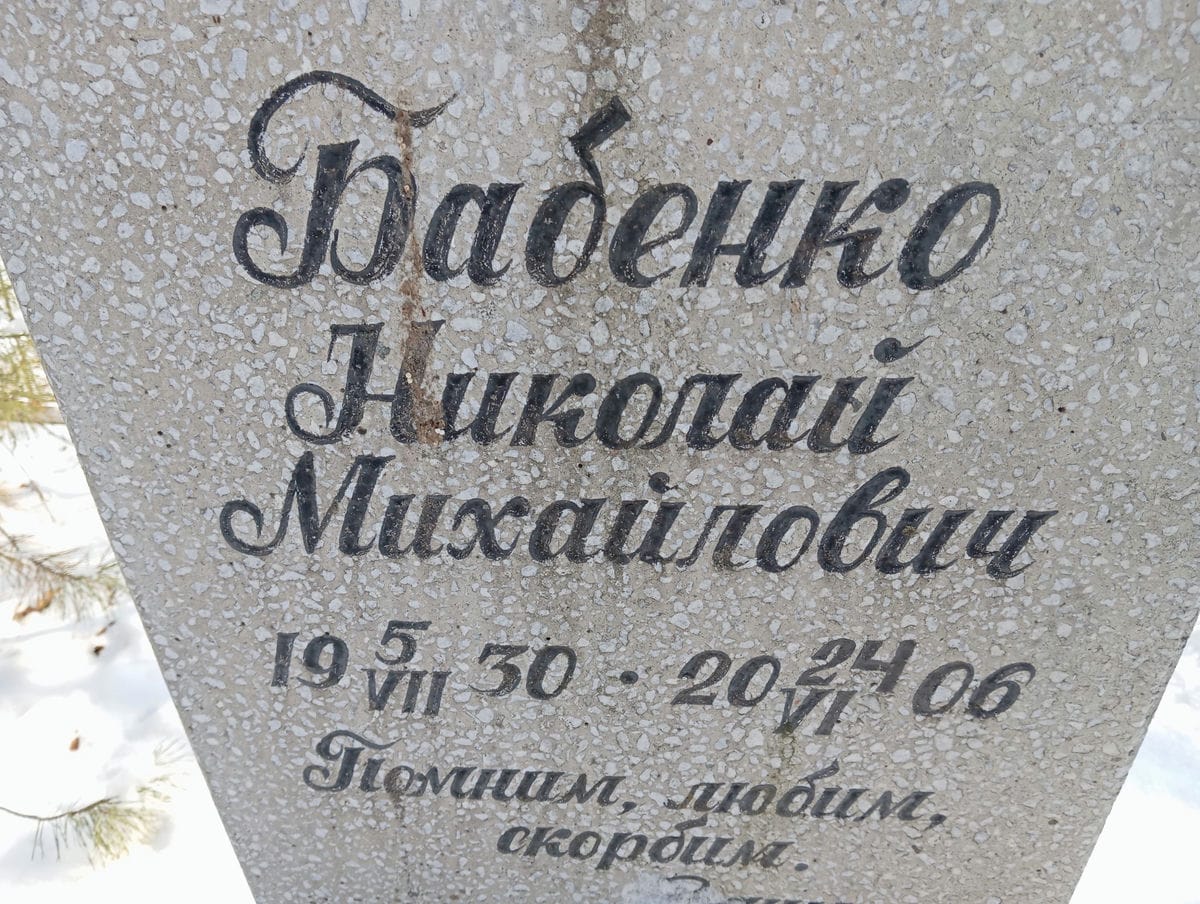 Бабенко
Николай
Михайлович
19 5/VII 30 · 20 24/VI 06
Помним, любим,
скорбим.